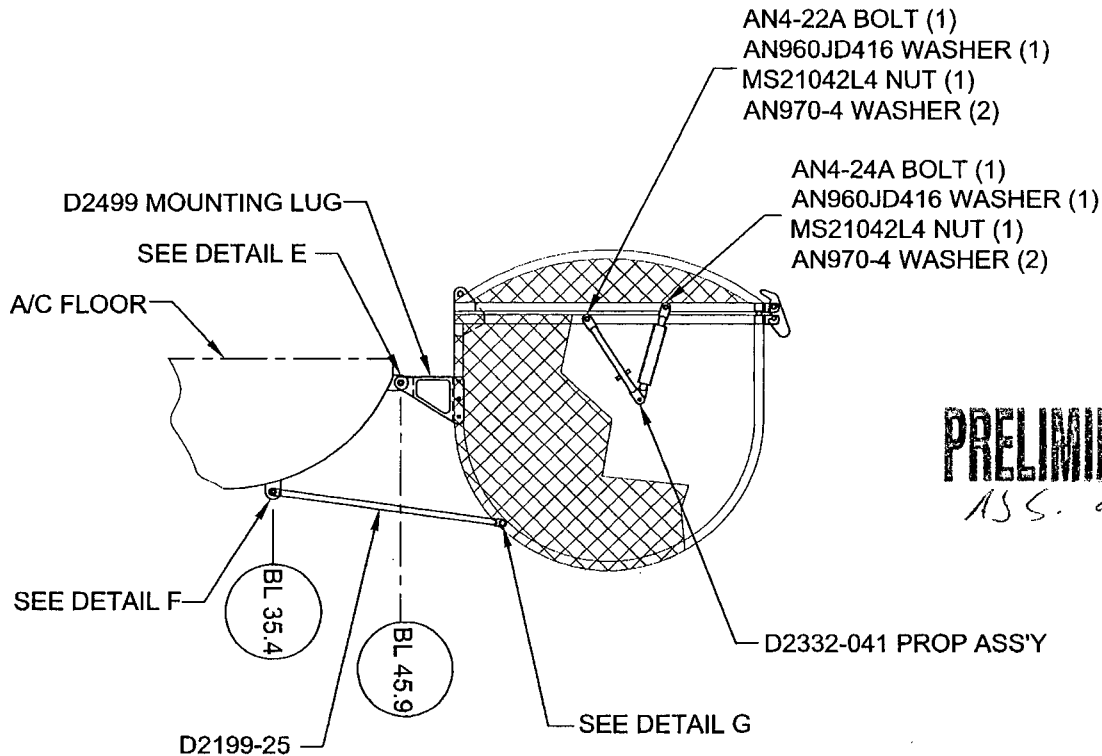 AN4-22A BOLT (1)
AN960JD416 WASHER (1)
MS21042L4 NUT (1)
AN970-4 WASHER (2)
AN4-24A BOLT (1)
AN960JD416 WASHER (1)
MS21042L4 NUT (1)
AN970-4 WASHER (2)
D2499 MOUNTING LUG
SEE DETAIL E
A/C FLOOR
SEE DETAIL F
BL 35.4
BL 45.9
D2332-041 PROP ASS'Y
SEE DETAIL G
D2199-25